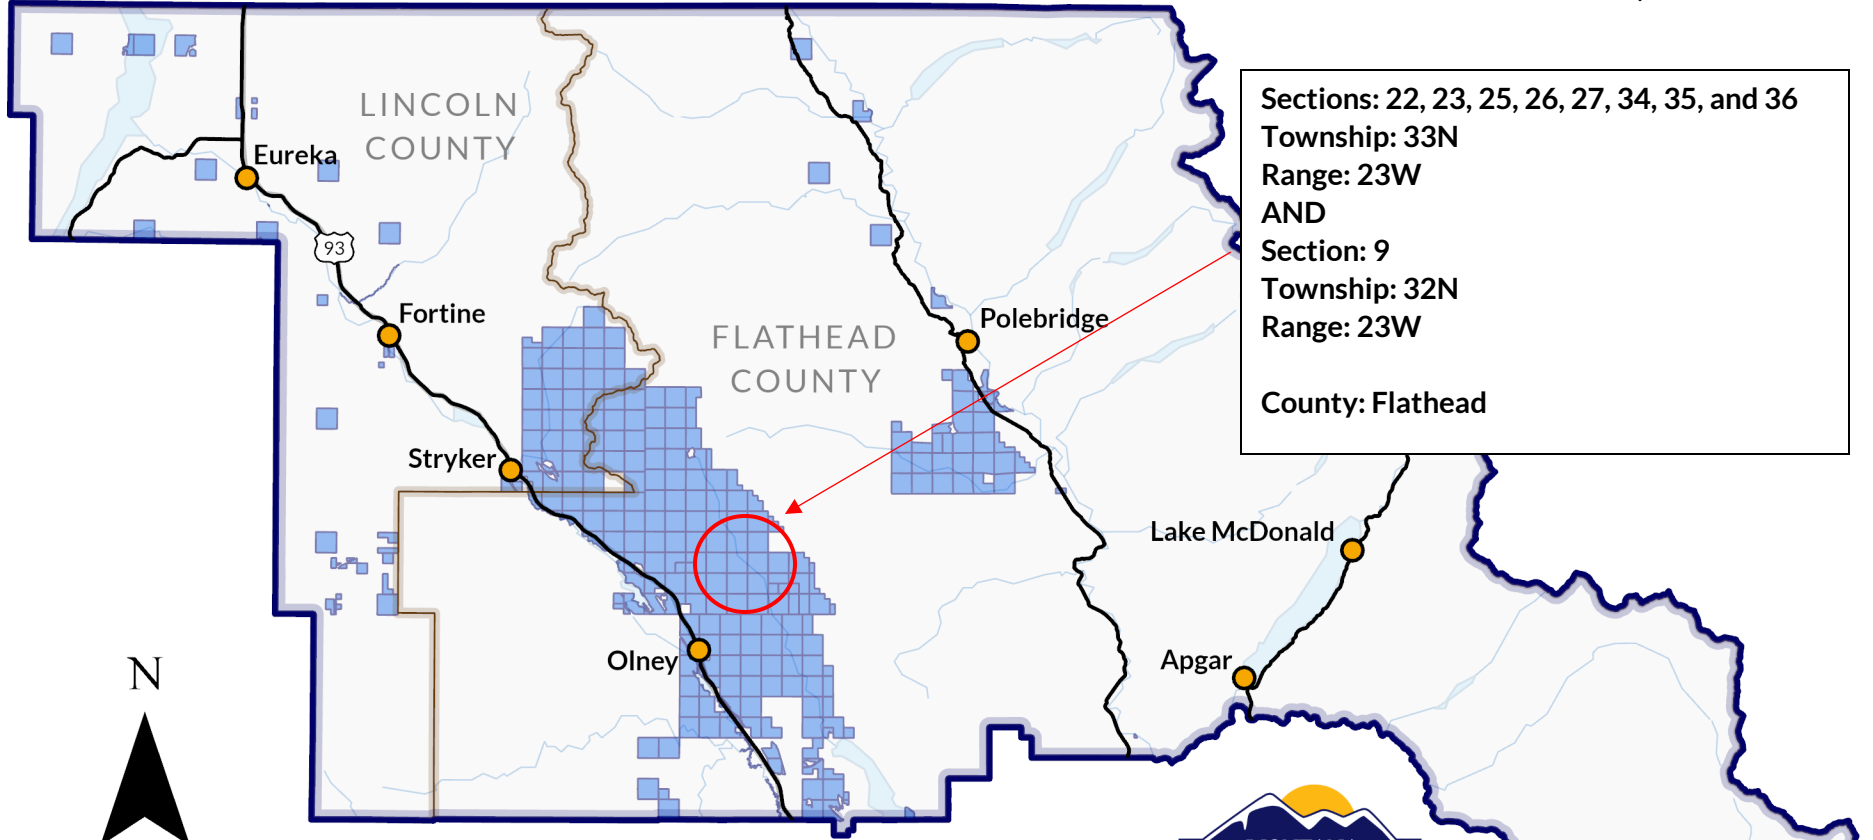 LINCOLN
COUNTY
Eureka
93
Fortine
Stryker
FLATHEAD
COUNTY
Polebridge
Sections: 22, 23, 25, 26, 27, 34, 35, and 36
Township: 33N
Range: 23W
AND
Section: 9
Township: 32N
Range: 23W
County: Flathead
Lake McDonald
Olney
Apgar
N